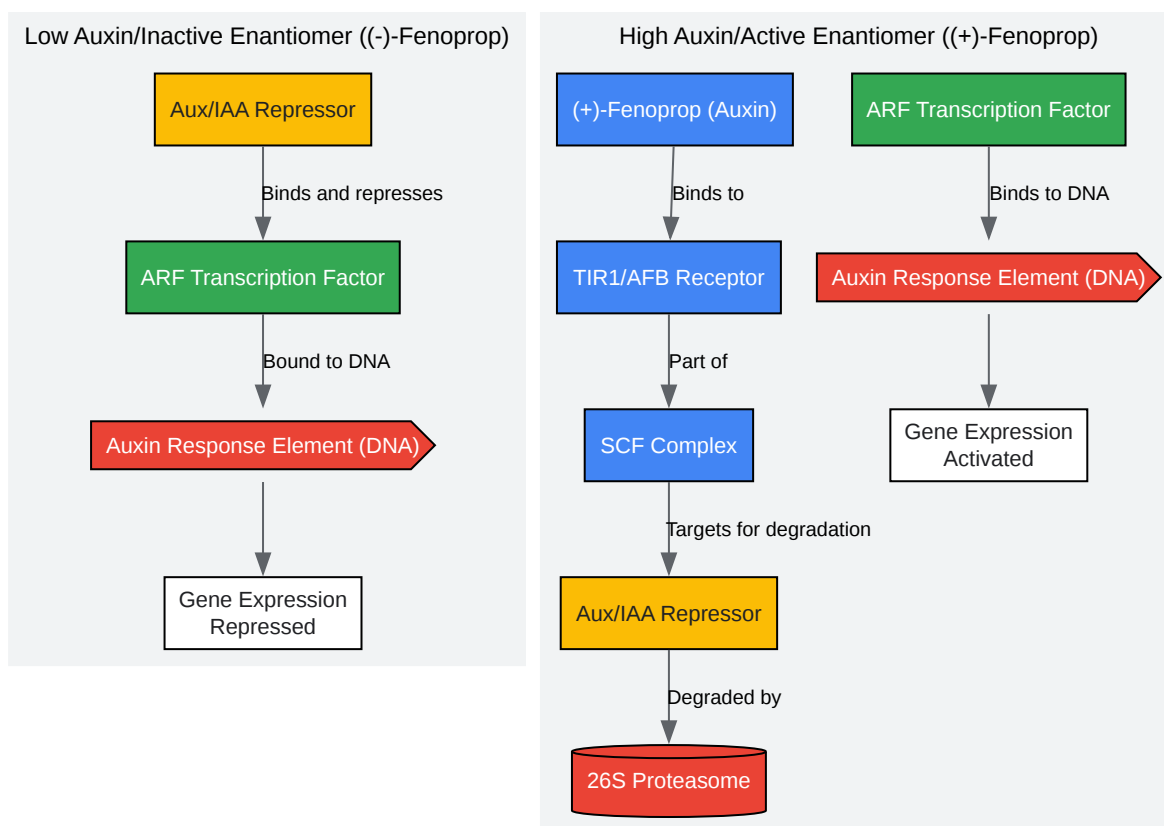 Low Auxin/Inactive Enantiomer ((-)-Fenoprop)
Aux/IAA Repressor
Binds and represses
ARF Transcription Factor
Bound to DNA
Auxin Response Element (DNA)
Gene Expression
Repressed
High Auxin/Active Enantiomer ((+)-Fenoprop)
(+)-Fenoprop (Auxin)
Binds to
TIR1/AFB Receptor
Part of
SCF Complex
Targets for degradation
Aux/IAA Repressor
Degraded by
26S Proteasome
ARF Transcription Factor
Binds to DNA
Auxin Response Element (DNA)
Gene Expression
Activated